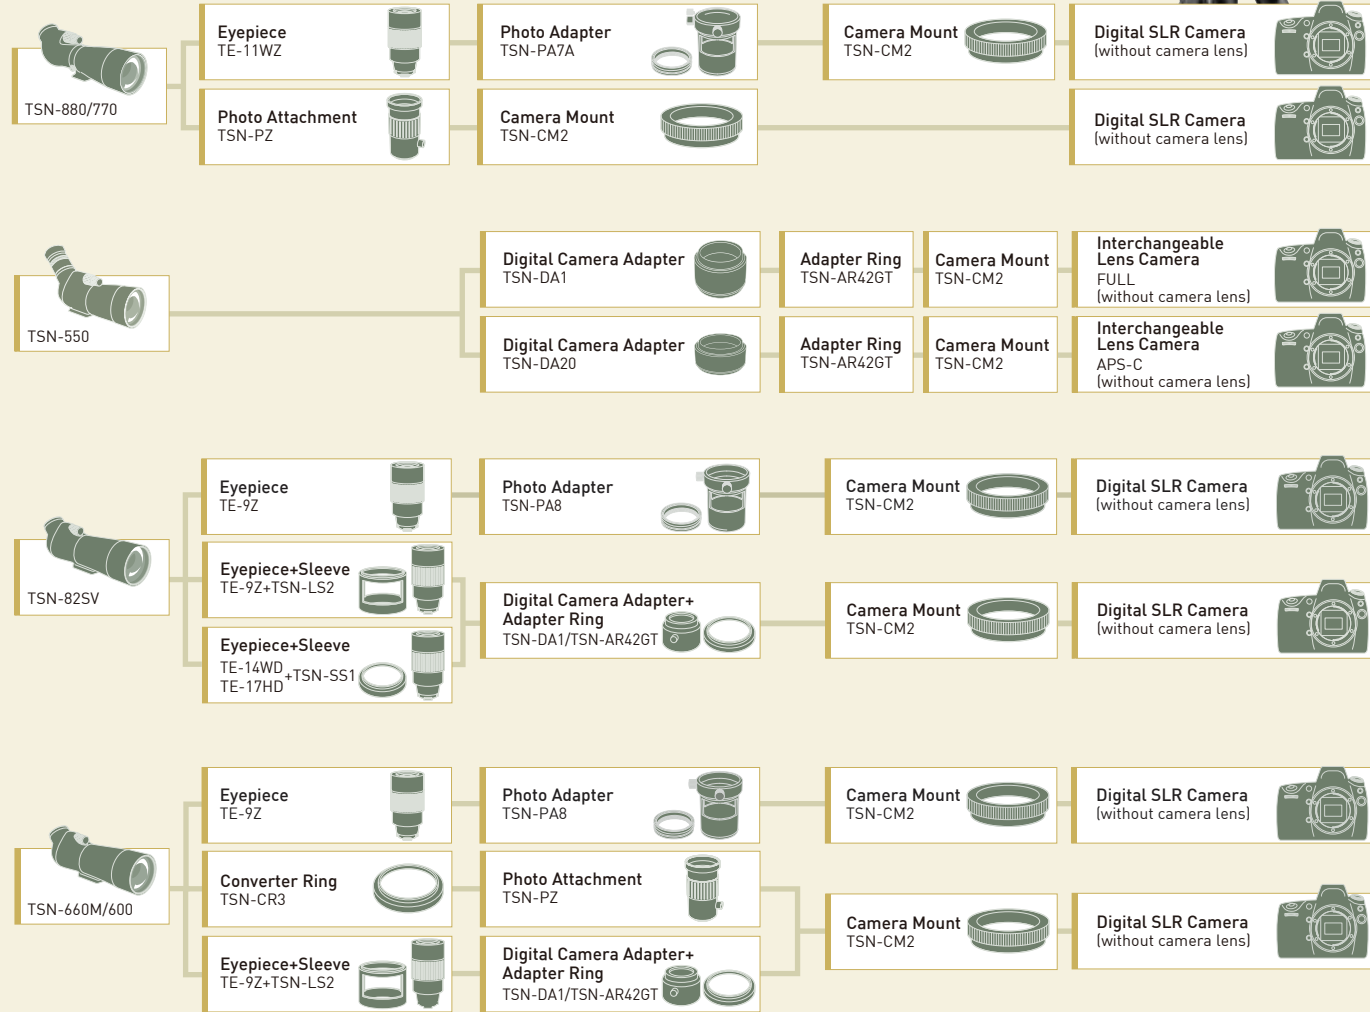 TSN-880/770
Eyepiece
TE-11WZ
Photo Adapter
TSN-PA7A
Camera Mount
TSN-CM2
Digital SLR Camera
(without camera lens)
Photo Attachment
TSN-PZ
Camera Mount
TSN-CM2
Digital SLR Camera
(without camera lens)
TSN-550
Digital Camera Adapter
TSN-DA1
Adapter Ring
TSN-AR42GT
Camera Mount
TSN-CM2
Interchangeable
Lens Camera
FULL
(without camera lens)
Digital Camera Adapter
TSN-DA20
Adapter Ring
TSN-AR42GT
Camera Mount
TSN-CM2
Interchangeable
Lens Camera
APS-C
(without camera lens)
TSN-82SV
Eyepiece
TE-9Z
Photo Adapter
TSN-PA8
Camera Mount
TSN-CM2
Digital SLR Camera
(without camera lens)
Eyepiece+Sleeve
TE-9Z+TSN-LS2
Eyepiece+Sleeve
TE-14WD
TE-17HD
+TSN-SS1
Digital Camera Adapter+
Adapter Ring
TSN-DA1/TSN-AR42GT
Camera Mount
TSN-CM2
Digital SLR Camera
(without camera lens)
TSN-660M/600
Eyepiece
TE-9Z
Photo Adapter
TSN-PA8
Camera Mount
TSN-CM2
Digital SLR Camera
(without camera lens)
Converter Ring
TSN-CR3
Photo Attachment
TSN-PZ
Eyepiece+Sleeve
TE-9Z+TSN-LS2
Digital Camera Adapter+
Adapter Ring
TSN-DA1/TSN-AR42GT
Camera Mount
TSN-CM2
Digital SLR Camera
(without camera lens)